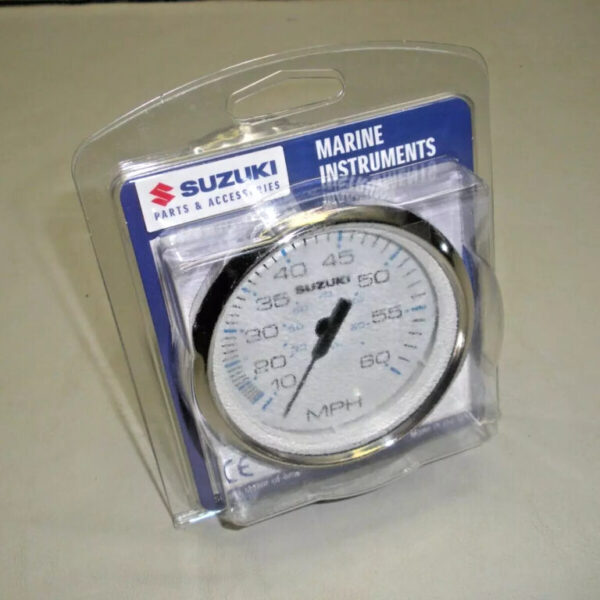 SUZUKI
PARTS & ACCESSORIES
MARINE
INSTRUMENTS
40
45
35
50
SUZUKI
30
55
20
10
60
MPH
CE